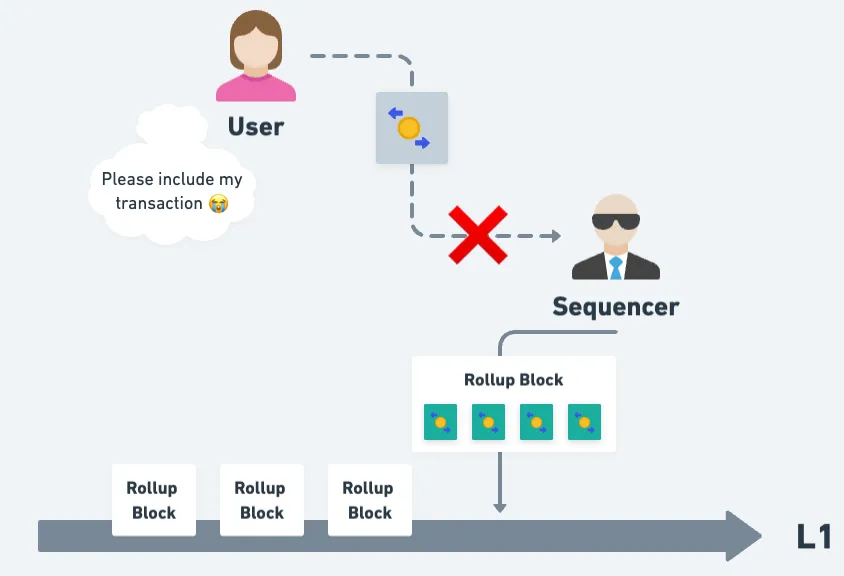 User
Please include my
transaction 😭
Sequencer
Rollup Block
Rollup
Block
Rollup
Block
Rollup
Block
L1